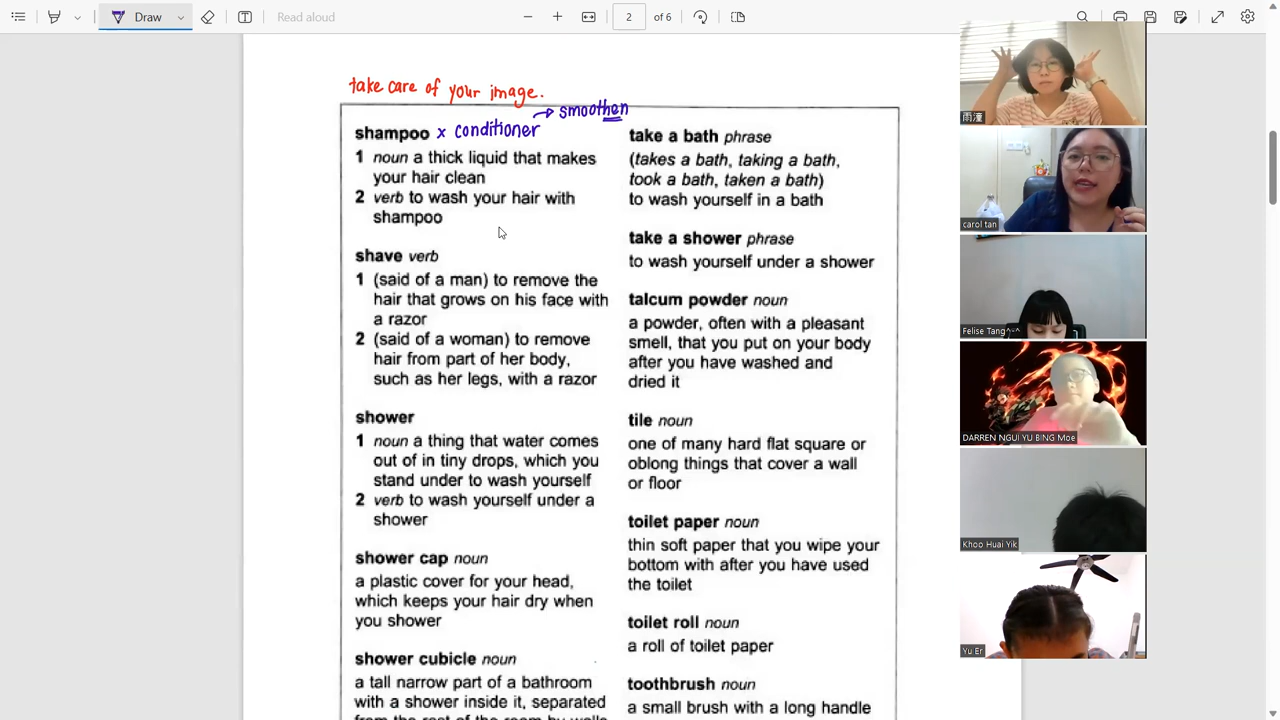 Draw
Read aloud
2
of 6
take care of your image.
shampoo x conditioner → smoothen
1 noun a thick liquid that makes
your hair clean
2 verb to wash your hair with
shampoo
shave verb
1 (said of a man) to remove the
hair that grows on his face with
a razor
2 (said of a woman) to remove
hair from part of her body,
such as her legs, with a razor
shower
1 noun a thing that water comes
out of in tiny drops, which you
stand under to wash yourself
2 verb to wash yourself under a
shower
shower cap noun
a plastic cover for your head,
which keeps your hair dry when
you shower
shower cubicle noun
a tall narrow part of a bathroom
with a shower inside it, separated
from the rest of the room by walls
take a bath phrase
(takes a bath, taking a bath,
took a bath, taken a bath)
to wash yourself in a bath
take a shower phrase
to wash yourself under a shower
talcum powder noun
a powder, often with a pleasant
smell, that you put on your body
after you have washed and
dried it
tile noun
one of many hard flat square or
oblong things that cover a wall
or floor
toilet paper noun
thin soft paper that you wipe your
bottom with after you have used
the toilet
toilet roll noun
a roll of toilet paper
toothbrush noun
a small brush with a long handle
雨潼
carol tan
Felise Tang^-^
DARREN NGUI YU BING Moe
Khoo Huai Yik
Yu Er